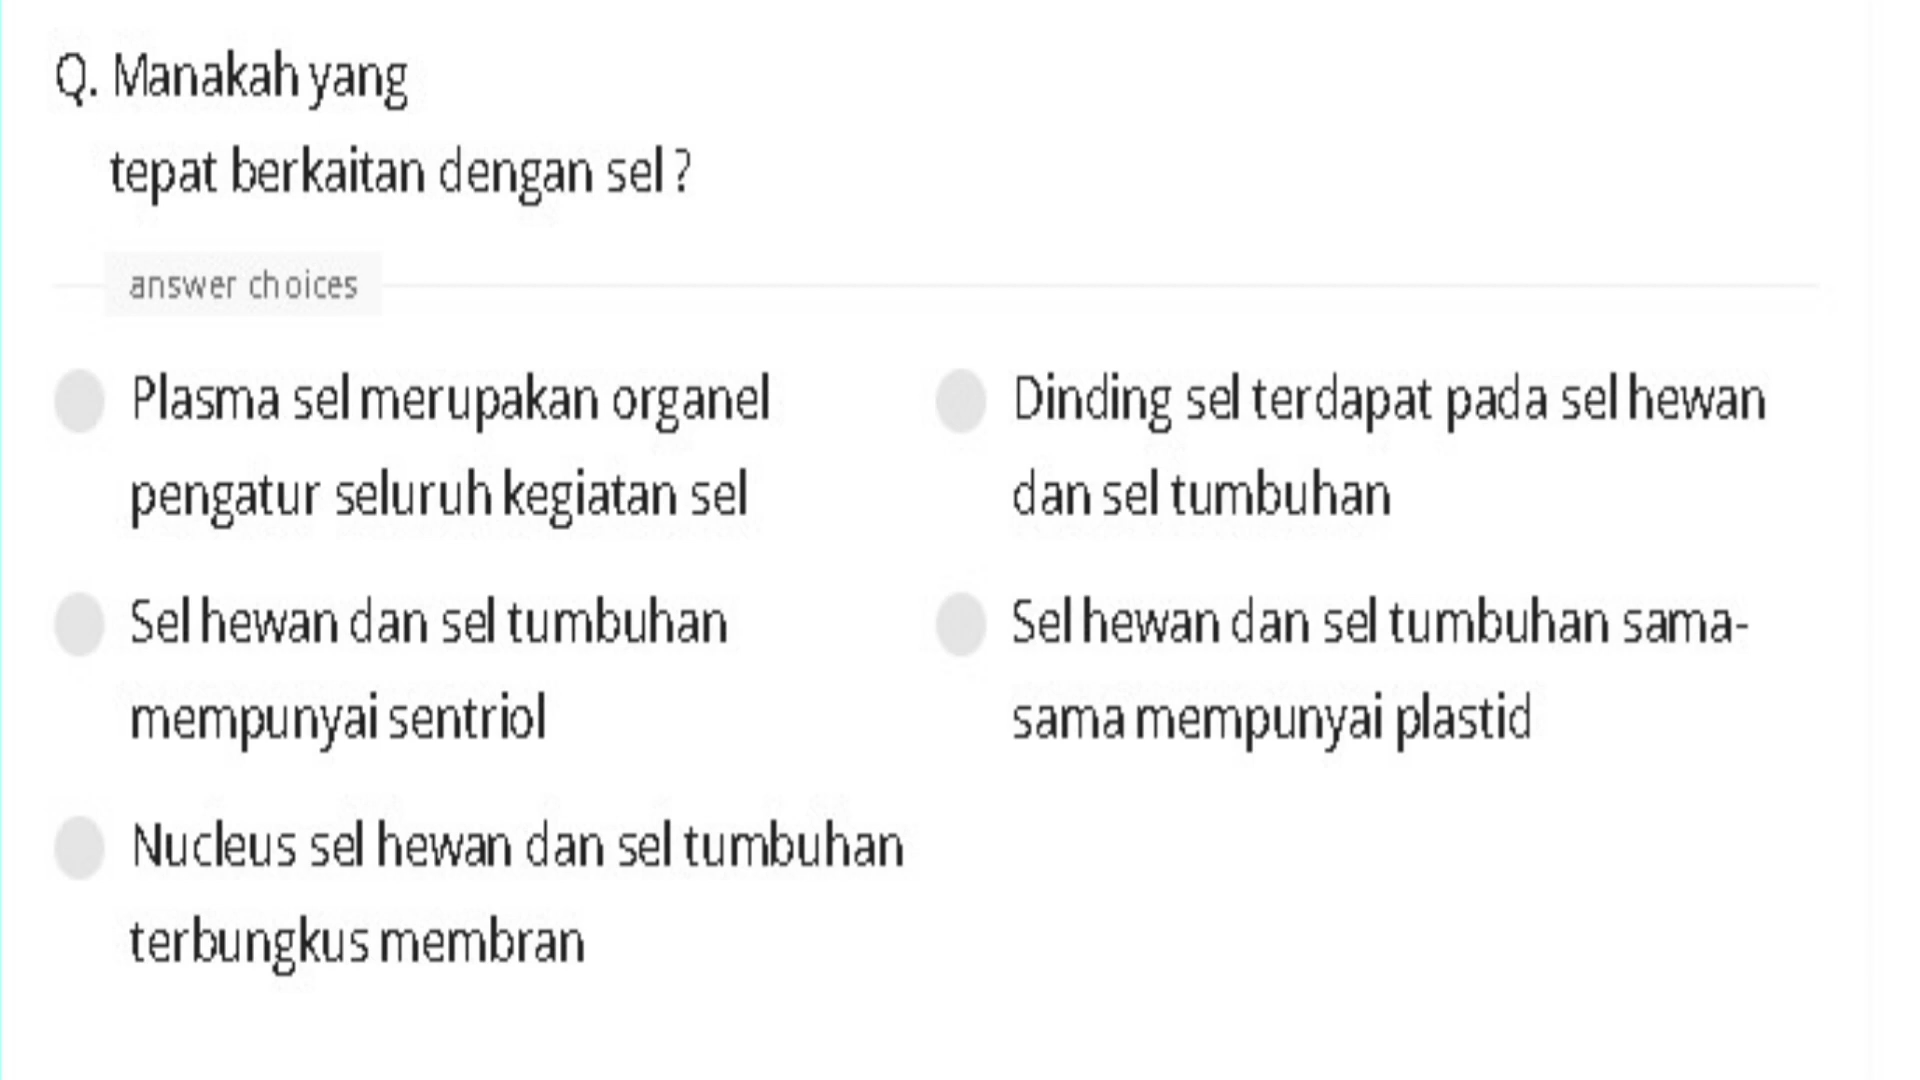 Q. Manakah yang
tepat berkaitan dengan sel ?
answer choices
Plasma sel merupakan organel
pengatur seluruh kegiatan sel
Dinding sel terdapat pada sel hewan
dan sel tumbuhan
Sel hewan dan sel tumbuhan
mempunyai sentriol
Sel hewan dan sel tumbuhan sama-
sama mempunyai plastid
Nucleus sel hewan dan sel tumbuhan
terbungkus membran